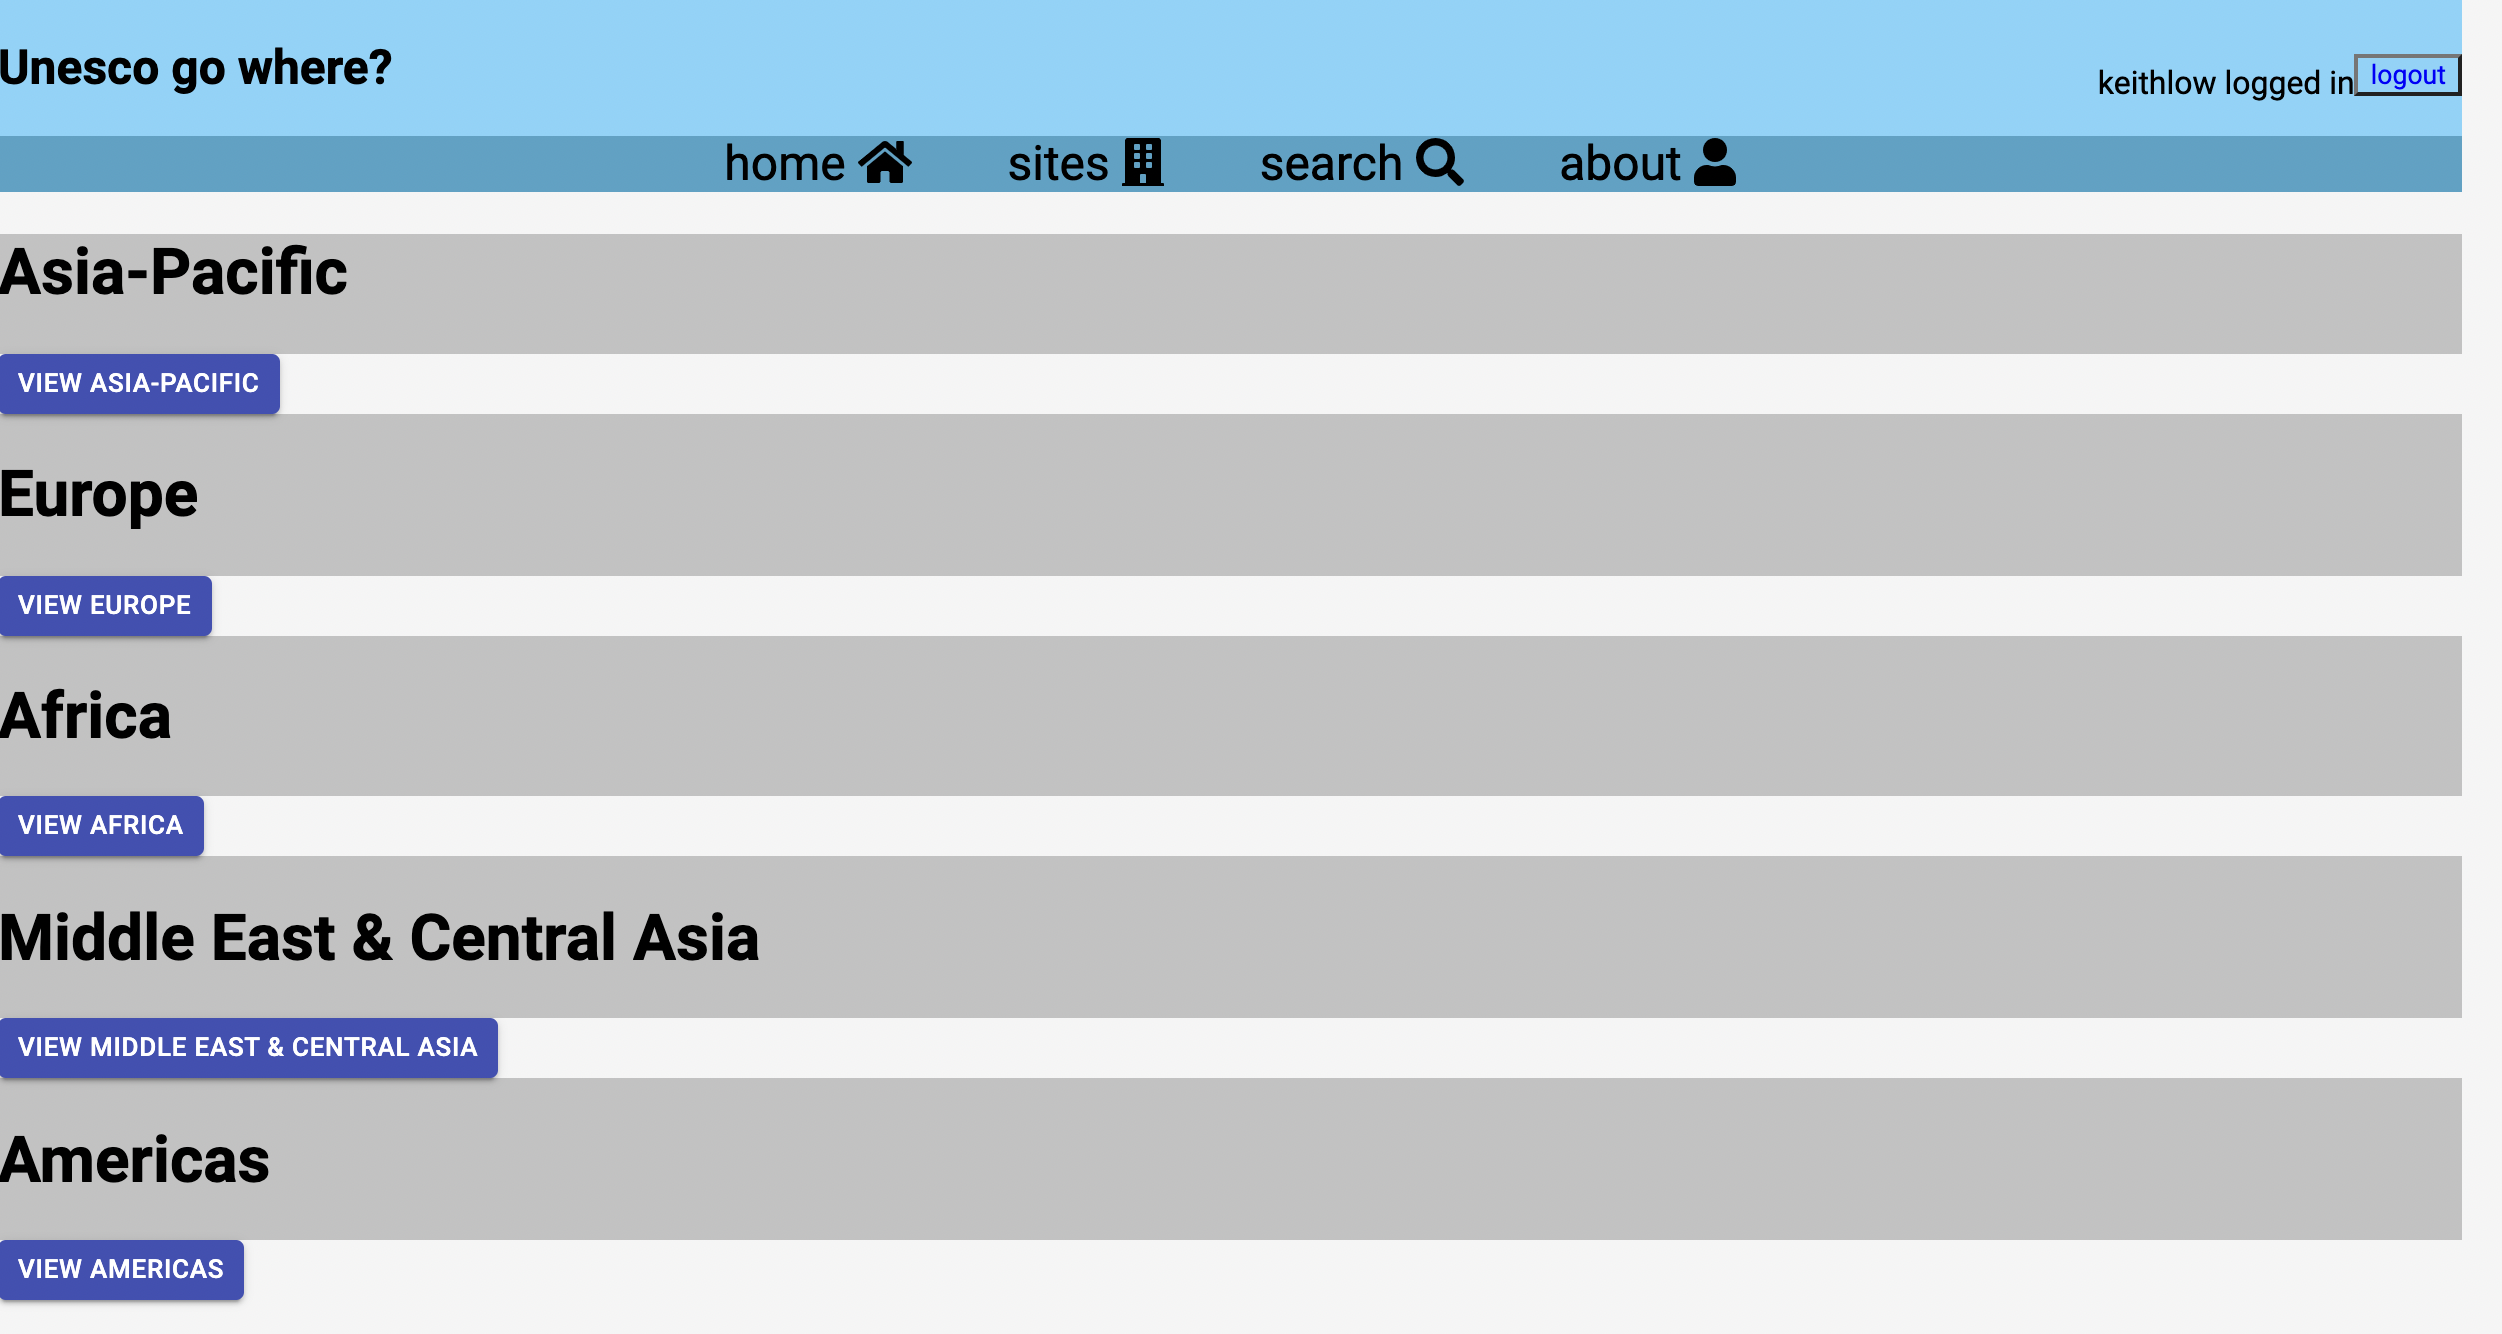 Unesco go where?
keithlow logged in logout
home sites search about
Asia-Pacific
VIEW ASIA-PACIFIC
Europe
VIEW EUROPE
Africa
VIEW AFRICA
Middle East & Central Asia
VIEW MIDDLE EAST & CENTRAL ASIA
Americas
VIEW AMERICAS